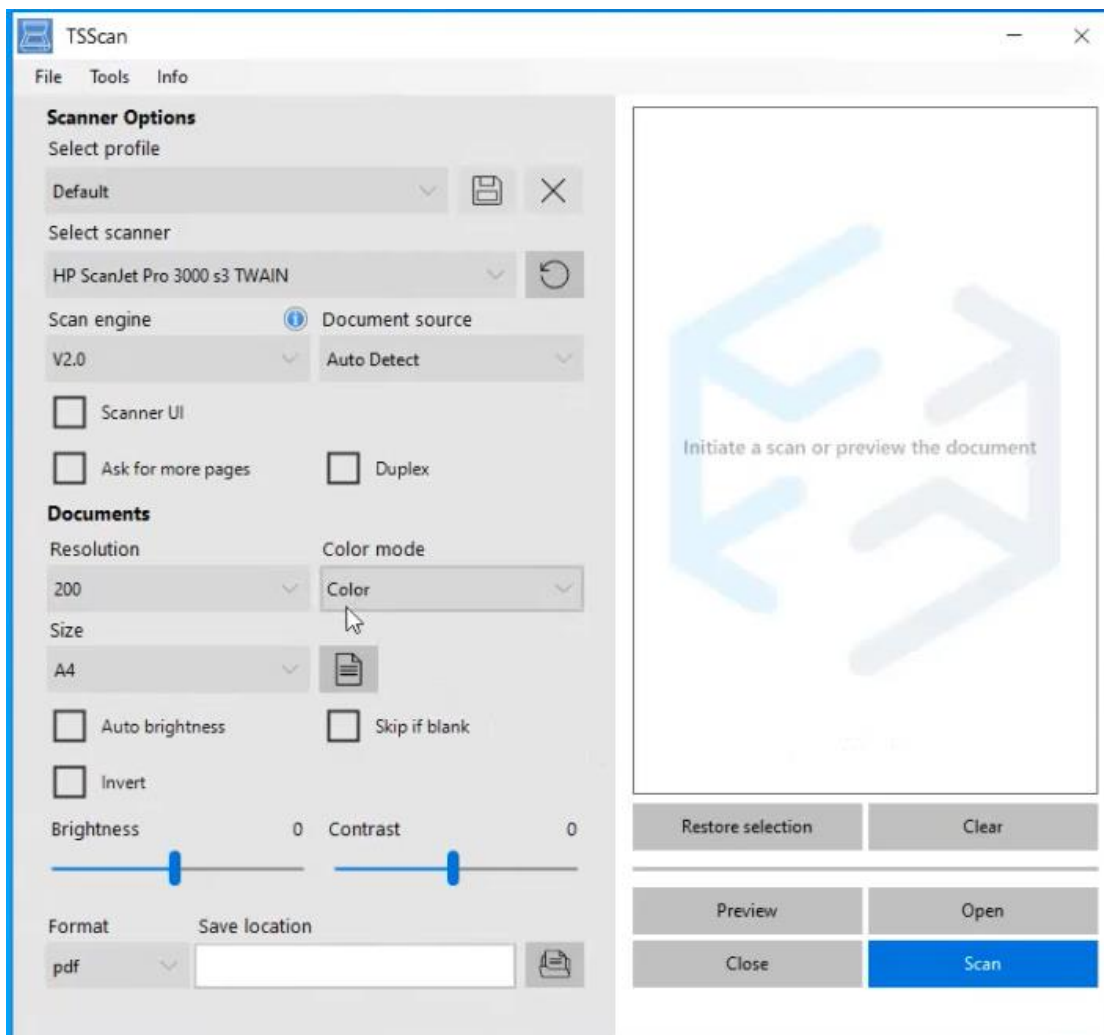 TSScan
File Tools Info
Scanner Options
Select profile
Default
Select scanner
HP ScanJet Pro 3000 s3 TWAIN
Scan engine Document source
V2.0 Auto Detect
Scanner UI
Ask for more pages Duplex
Documents
Resolution Color mode
200 Color
Size
A4
Auto brightness Skip if blank
Invert
Brightness 0 Contrast 0
Format Save location
pdf
Initiate a scan or preview the document
Restore selection Clear
Preview Open
Close Scan